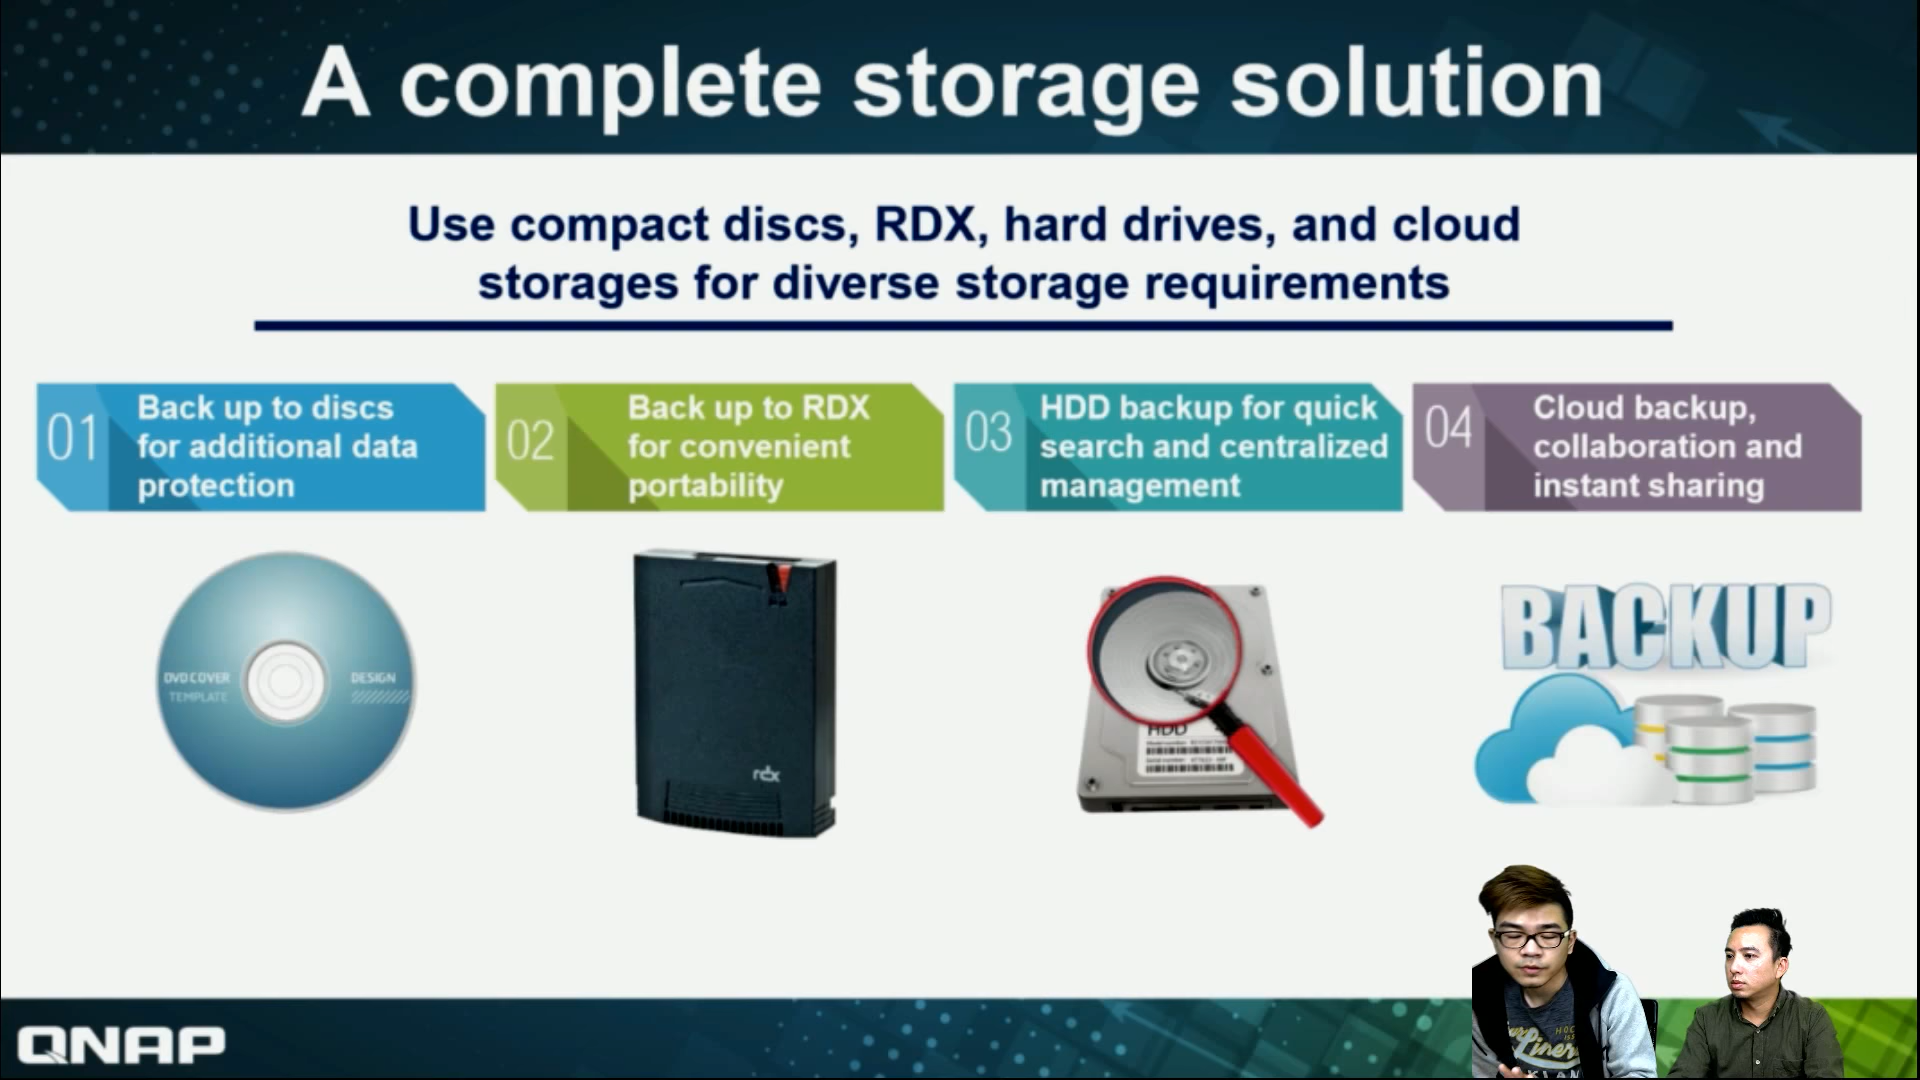 A complete storage solution
Use compact discs, RDX, hard drives, and cloud
storages for diverse storage requirements
01
Back up to discs
for additional data
protection
02
Back up to RDX
for convenient
portability
03
HDD backup for quick
search and centralized
management
04
Cloud backup,
collaboration and
instant sharing
DVD COVER
TEMPLATE
DESIGN
rdx
HDD
BACKUP
QNAP